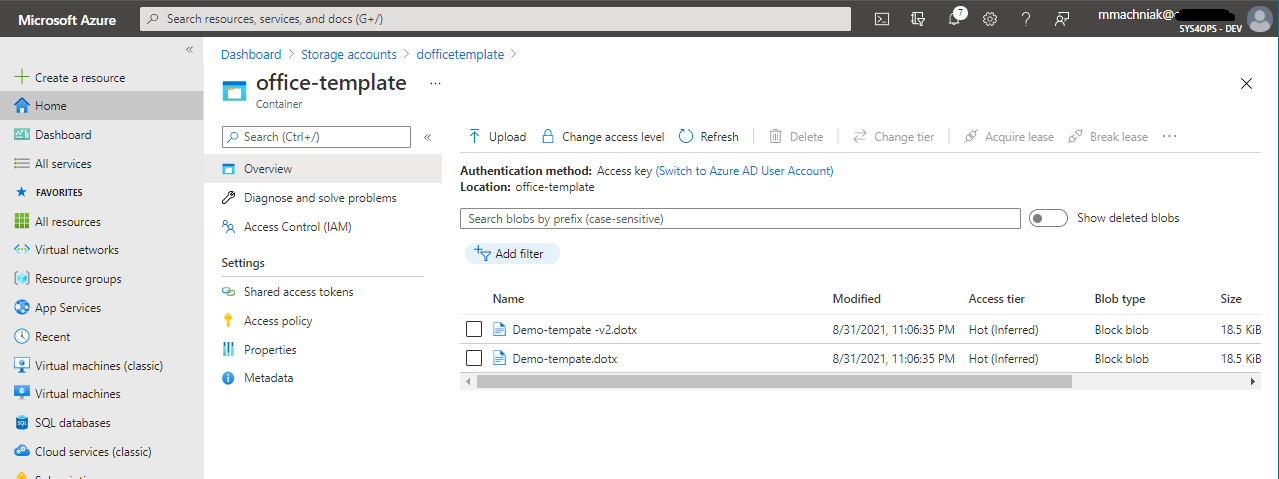 Microsoft Azure
Search resources, services, and docs (G+/)
7
mmachniak@
SYS4OPS - DEV
«
Create a resource
Home
Dashboard
All services
FAVORITES
All resources
Virtual networks
Resource groups
App Services
Recent
Virtual machines (classic)
Virtual machines
SQL databases
Cloud services (classic)
Dashboard > Storage accounts > dofficetemplate >
office-template ...
Container
Search (Ctrl+/)
«
Overview
Diagnose and solve problems
Access Control (IAM)
Settings
Shared access tokens
Access policy
Properties
Metadata
Upload Change access level Refresh Delete Change tier Acquire lease Break lease ...
Authentication method: Access key (Switch to Azure AD User Account)
Location: office-template
Search blobs by prefix (case-sensitive)
Show deleted blobs
Add filter
Name Modified Access tier Blob type Size
Demo-tempate -v2.dotx 8/31/2021, 11:06:35 PM Hot (Inferred) Block blob 18.5 KiB
Demo-tempate.dotx 8/31/2021, 11:06:35 PM Hot (Inferred) Block blob 18.5 KiB